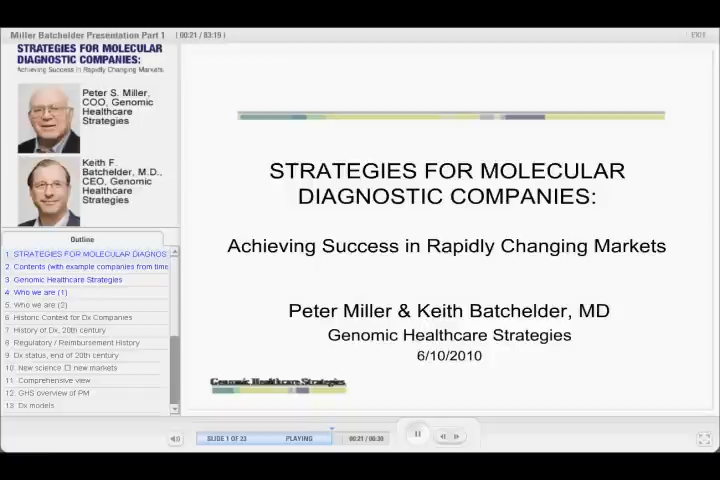 Miller Batchelder Presentation Part 1 ( 00:21 / 83:19 ) EXIT
STRATEGIES FOR MOLECULAR
DIAGNOSTIC COMPANIES:
Achieving Success in Rapidly Changing Markets
Peter S. Miller,
COO, Genomic
Healthcare
Strategies
Keith F.
Batchelder, M.D.,
CEO, Genomic
Healthcare
Strategies
Outline
1 STRATEGIES FOR MOLECULAR DIAGNOS
2. Contents (with example companies from time
3. Genomic Healthcare Strategies
4. Who we are (1)
5. Who we are (2)
6 Historic Context for Dx Companies
7 History of Dx, 20th century
8 Regulatory / Reimbursement History
9 Dx status, end of 20th century
10. New science □ new markets
11 Comprehensive view
12 GHS overview of PM
13 Dx models
STRATEGIES FOR MOLECULAR
DIAGNOSTIC COMPANIES:
Achieving Success in Rapidly Changing Markets
Peter Miller & Keith Batchelder, MD
Genomic Healthcare Strategies
6/10/2010
Genomic Healthcare Strategies
SLIDE 1 OF 23 PLAYING 00:21 / 00:39